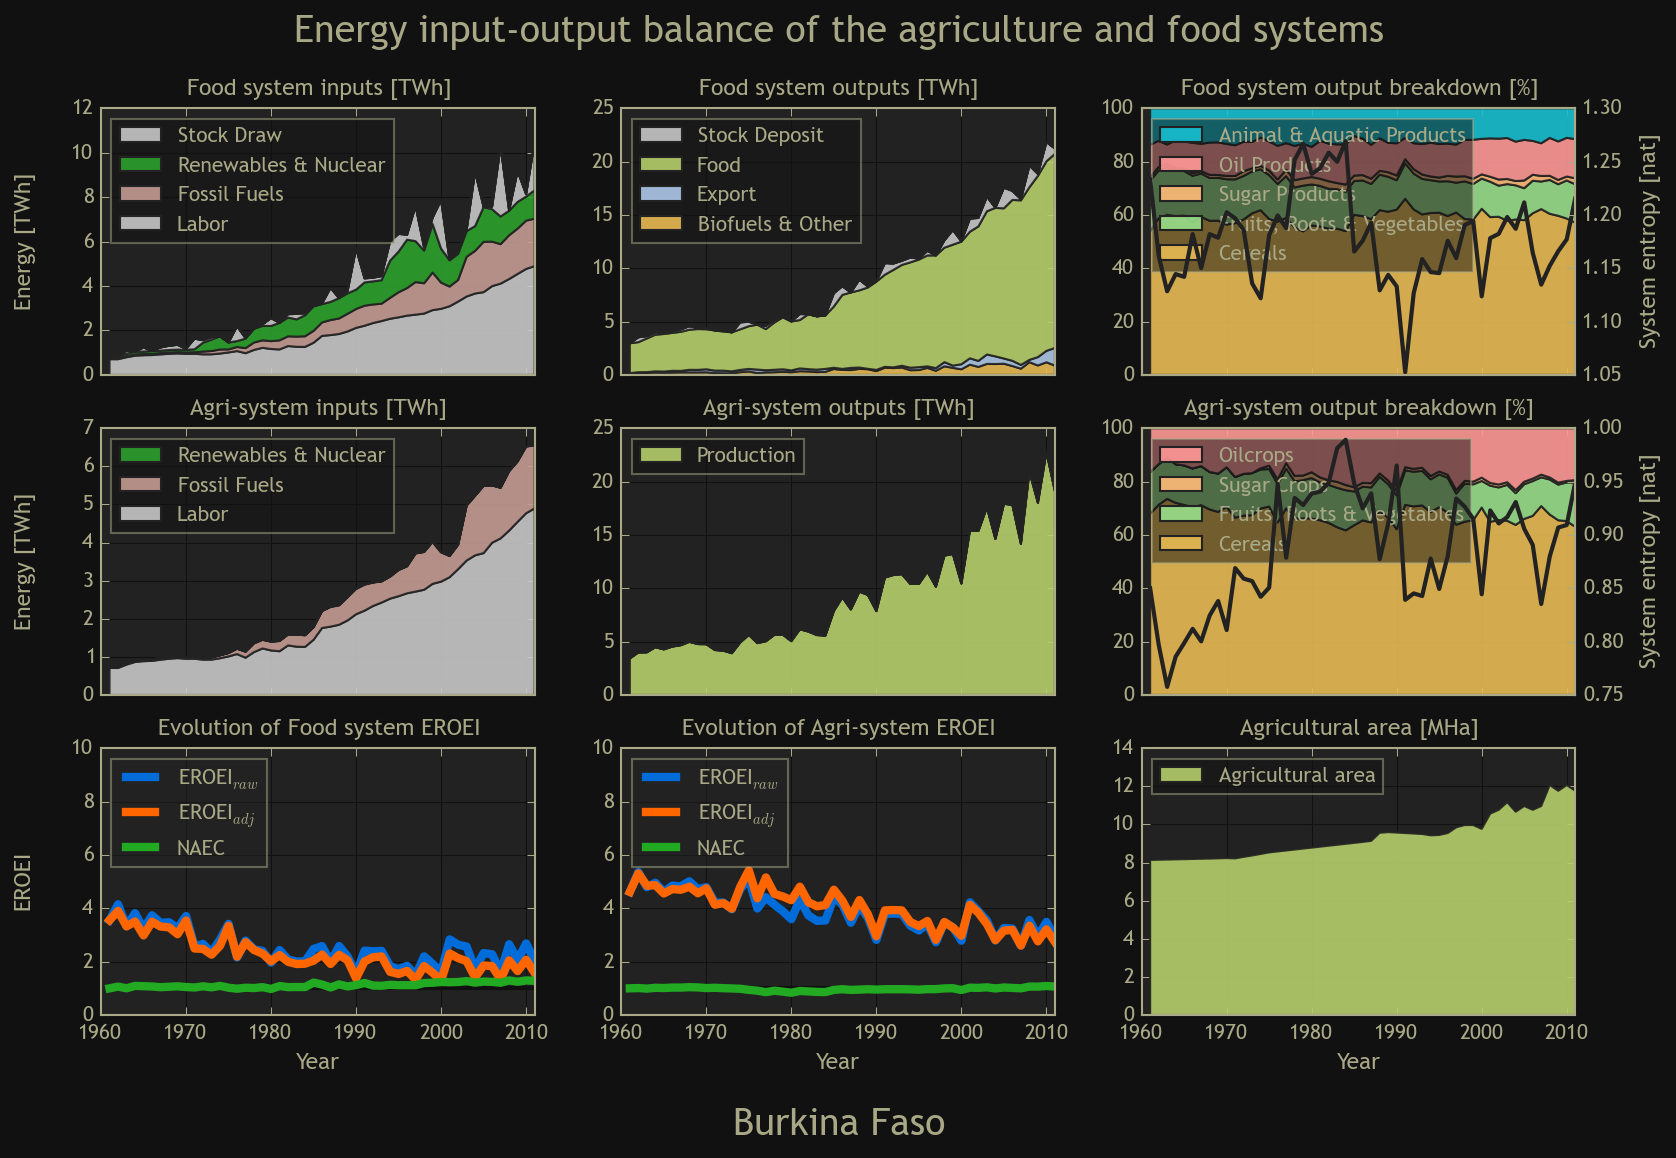 Energy input-output balance of the agriculture and food systems
Food system inputs [TWh]
Energy [TWh]
12
10
8
6
4
2
0
Stock Draw
Renewables & Nuclear
Fossil Fuels
Labor
Food system outputs [TWh]
25
20
15
10
5
0
Stock Deposit
Food
Export
Biofuels & Other
Food system output breakdown [%]
100
80
60
40
20
0
Animal & Aquatic Products
Oil Products
Sugar Products
Fruits, Roots & Vegetables
Cereals
1.30
1.25
1.20
1.15
1.10
1.05
System entropy [nat]
Agri-system inputs [TWh]
Energy [TWh]
7
6
5
4
3
2
1
0
Renewables & Nuclear
Fossil Fuels
Labor
Agri-system outputs [TWh]
25
20
15
10
5
0
Production
Agri-system output breakdown [%]
100
80
60
40
20
0
Oilcrops
Sugar Crops
Fruits, Roots & Vegetables
Cereals
1.00
0.95
0.90
0.85
0.80
0.75
System entropy [nat]
Evolution of Food system EROEI
EROEI
10
8
6
4
2
0
EROEIraw
EROEIadj
NAEC
1960 1970 1980 1990 2000 2010
Year
Evolution of Agri-system EROEI
10
8
6
4
2
0
EROEIraw
EROEIadj
NAEC
1960 1970 1980 1990 2000 2010
Year
Agricultural area [MHa]
14
12
10
8
6
4
2
0
Agricultural area
1960 1970 1980 1990 2000 2010
Year
Burkina Faso